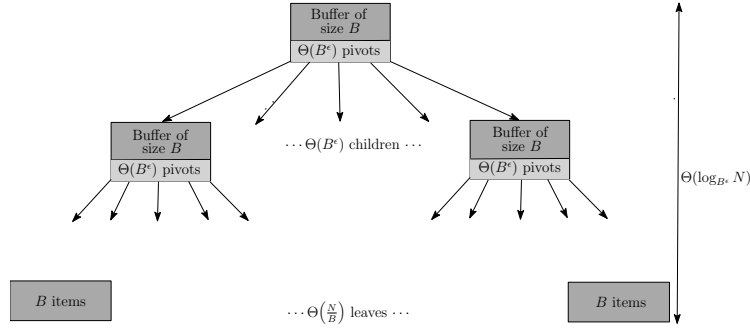 Buffer of
size B
Θ(B^ϵ) pivots
Buffer of
size B
Θ(B^ϵ) pivots
··· Θ(B^ϵ) children ···
Buffer of
size B
Θ(B^ϵ) pivots
Θ(log_{B^ϵ} N)
B items
··· Θ(N/B) leaves ···
B items